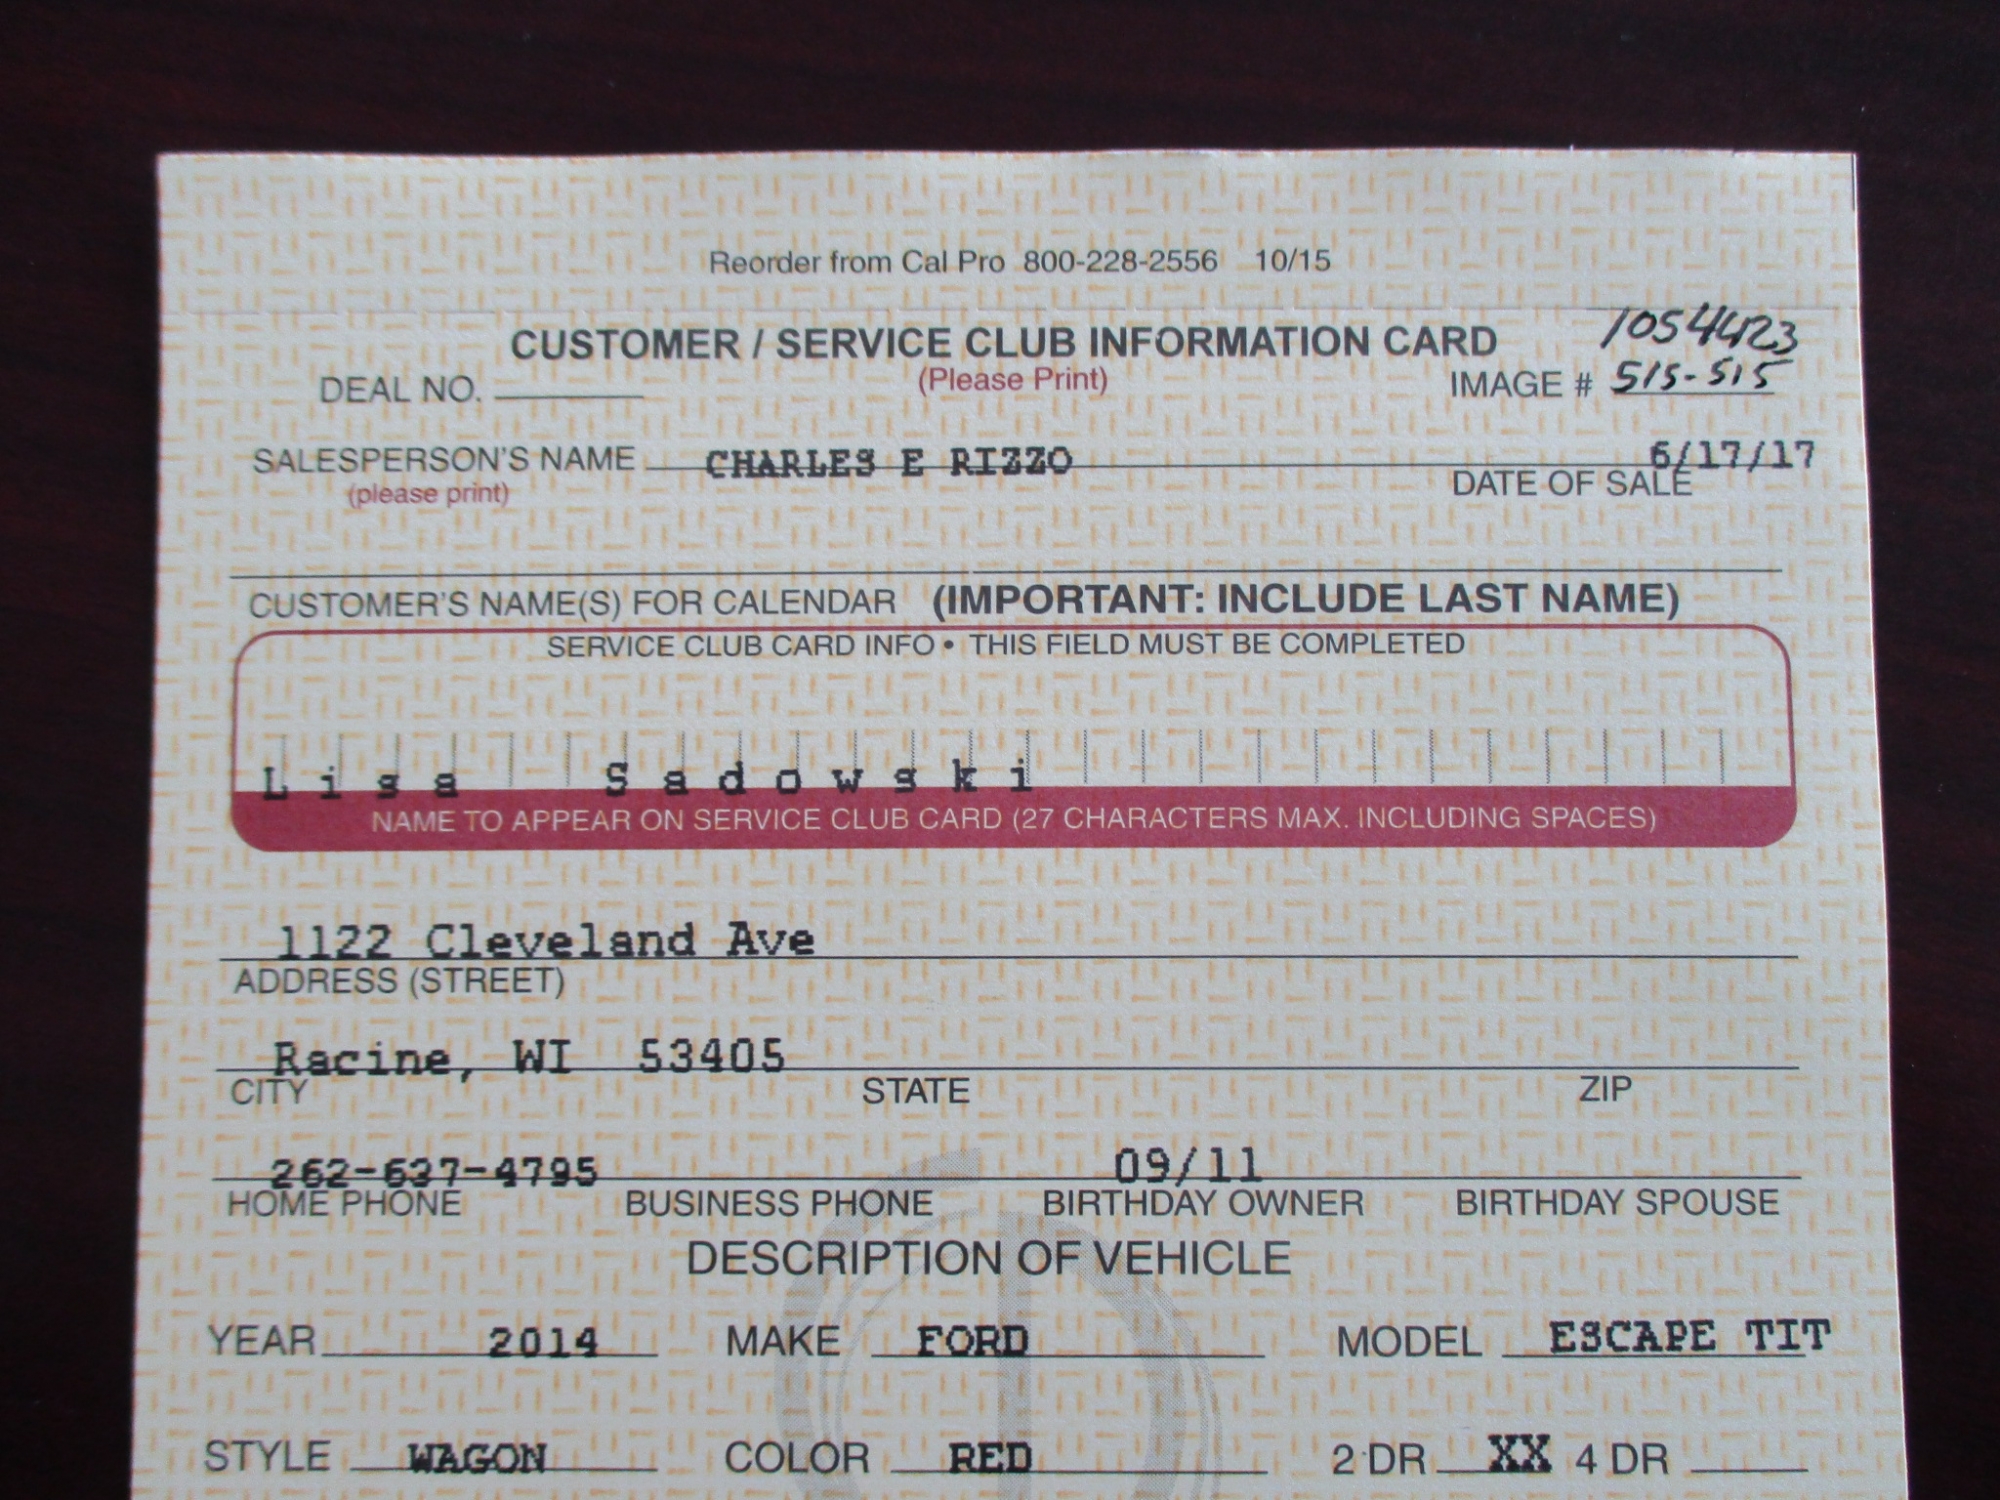 Reorder from Cal Pro 800-228-2556 10/15
CUSTOMER / SERVICE CLUB INFORMATION CARD 1054423
(Please Print)
DEAL NO. IMAGE # 515-515
SALESPERSON'S NAME CHARLES E RIZZO 6/17/17
(please print) DATE OF SALE
CUSTOMER'S NAME(S) FOR CALENDAR (IMPORTANT: INCLUDE LAST NAME)
SERVICE CLUB CARD INFO • THIS FIELD MUST BE COMPLETED
Lisa Sadowski
NAME TO APPEAR ON SERVICE CLUB CARD (27 CHARACTERS MAX. INCLUDING SPACES)
1122 Cleveland Ave
ADDRESS (STREET)
Racine, WI 53405
CITY STATE ZIP
262-637-4795 09/11
HOME PHONE BUSINESS PHONE BIRTHDAY OWNER BIRTHDAY SPOUSE
DESCRIPTION OF VEHICLE
YEAR 2014 MAKE FORD MODEL ESCAPE TIT
STYLE WAGON COLOR RED 2 DR XX 4 DR